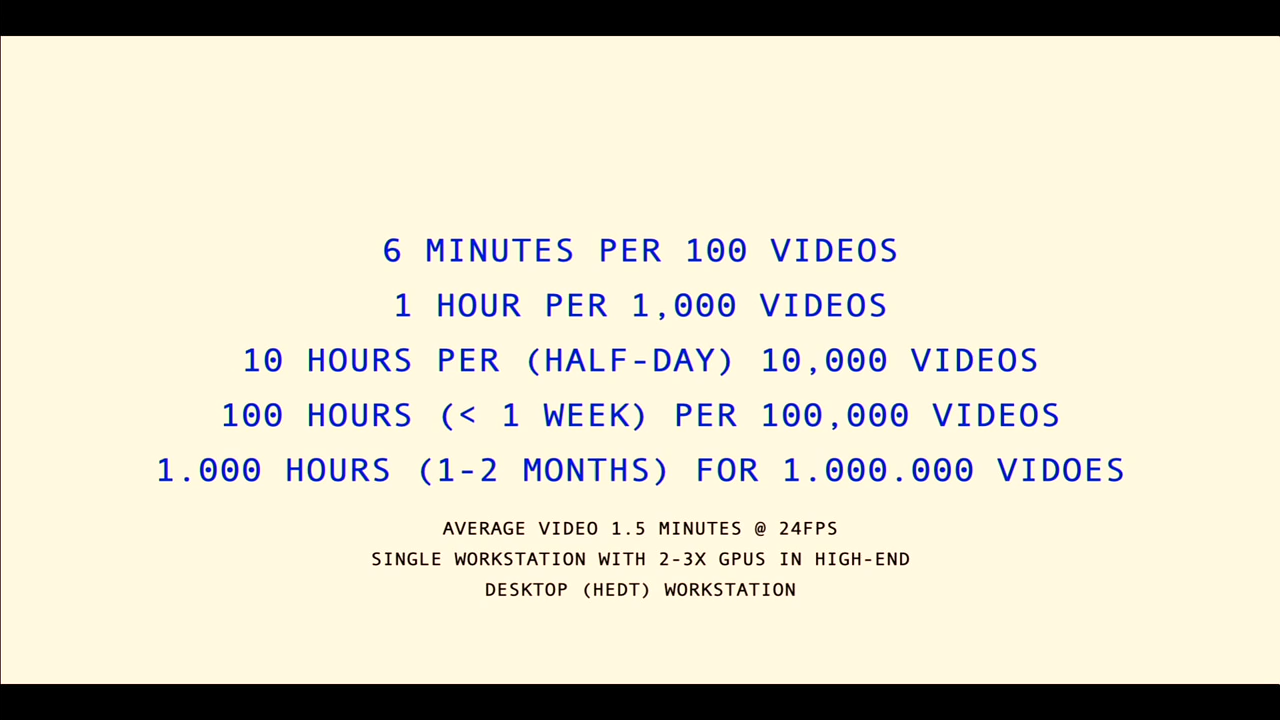 6 MINUTES PER 100 VIDEOS
1 HOUR PER 1,000 VIDEOS
10 HOURS PER (HALF-DAY) 10,000 VIDEOS
100 HOURS (< 1 WEEK) PER 100,000 VIDEOS
1.000 HOURS (1-2 MONTHS) FOR 1.000.000 VIDOES
AVERAGE VIDEO 1.5 MINUTES @ 24FPS
SINGLE WORKSTATION WITH 2-3X GPUS IN HIGH-END
DESKTOP (HEDT) WORKSTATION